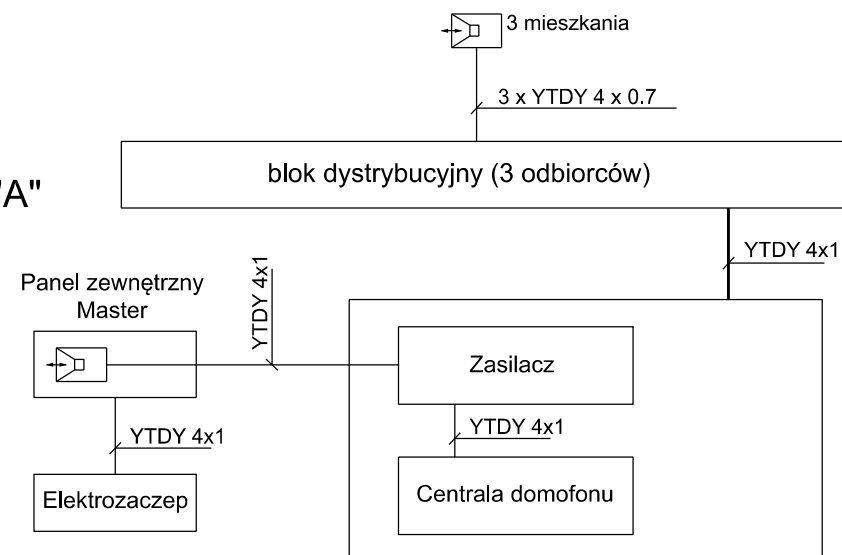 3 mieszkania
3 x YTDY 4 x 0.7
blok dystrybucyjny (3 odbiorców)
"A"
YTDY 4x1
Panel zewnętrzny
Master
YTDY 4x1
Zasilacz
YTDY 4x1
YTDY 4x1
Elektrozaczep
Centrala domofonu